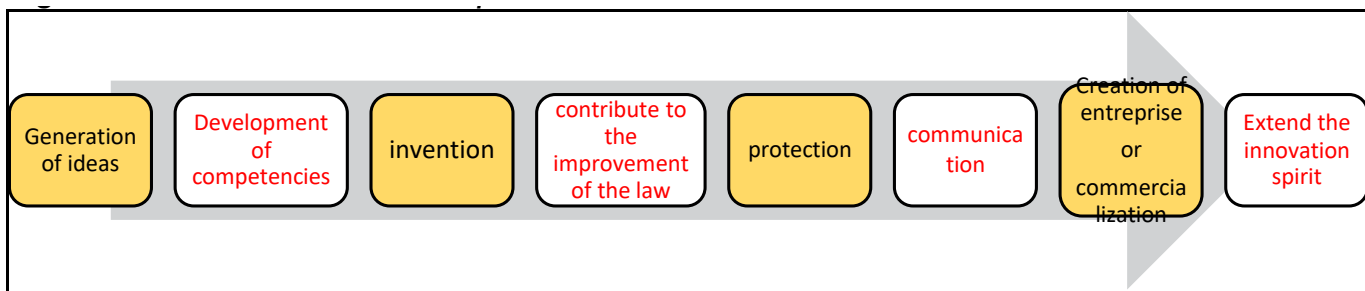 Generation
of ideas
Development
of
competencies
invention
contribute to
the
improvement
of the law
protection
communica
tion
Creation of
entreprise
or
commercia
lization
Extend the
innovation
spirit